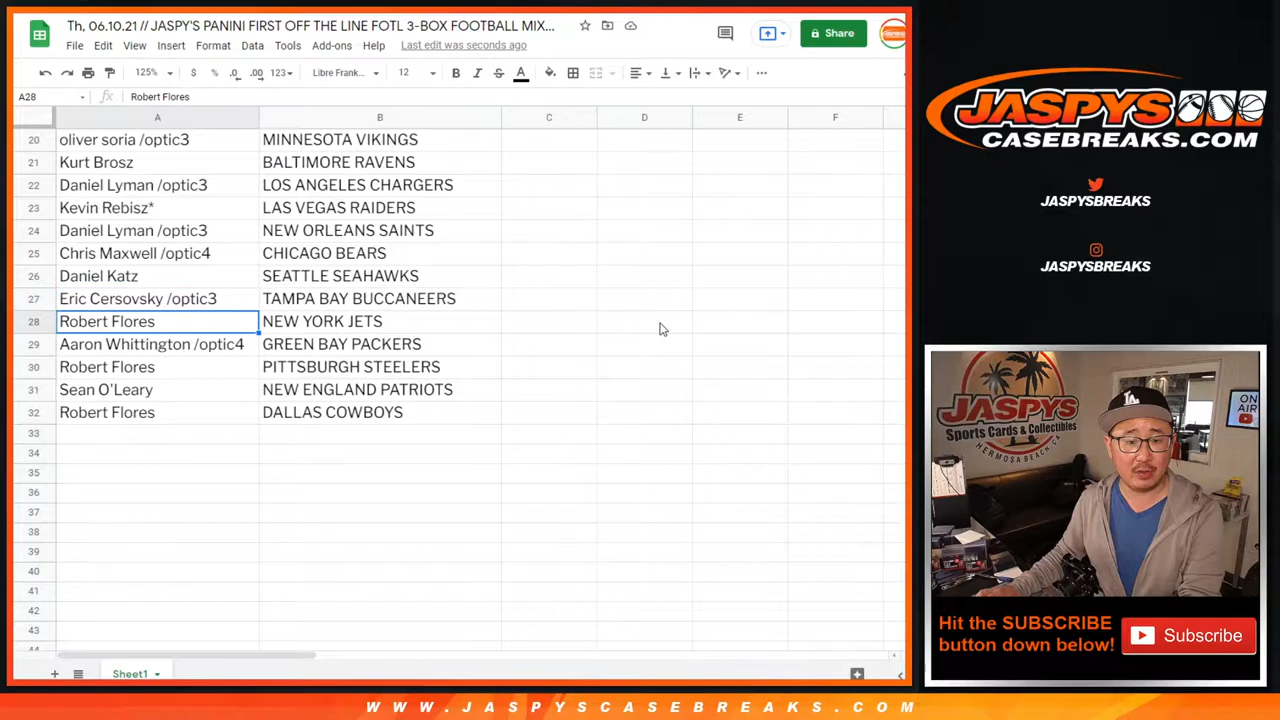 Th, 06.10.21 // JASPY'S PANINI FIRST OFF THE LINE FOTL 3-BOX FOOTBALL MIX...
File Edit View Insert Format Data Tools Add-ons Help Last edit was seconds ago
Share
125% $ % .0 .00 123 Libre Frank... 12 B I S A
A28 fx Robert Flores
A B C D E F
20 oliver soria /optic3 MINNESOTA VIKINGS
21 Kurt Brosz BALTIMORE RAVENS
22 Daniel Lyman /optic3 LOS ANGELES CHARGERS
23 Kevin Rebisz* LAS VEGAS RAIDERS
24 Daniel Lyman /optic3 NEW ORLEANS SAINTS
25 Chris Maxwell /optic4 CHICAGO BEARS
26 Daniel Katz SEATTLE SEAHAWKS
27 Eric Cersovsky /optic3 TAMPA BAY BUCCANEERS
28 Robert Flores NEW YORK JETS
29 Aaron Whittington /optic4 GREEN BAY PACKERS
30 Robert Flores PITTSBURGH STEELERS
31 Sean O'Leary NEW ENGLAND PATRIOTS
32 Robert Flores DALLAS COWBOYS
33
34
35
36
37
38
39
40
41
42
43
Sheet1
JASPYS
CASEBREAKS.COM
JASPYSBREAKS
JASPYSBREAKS
JASPYS
Sports Cards & Collectibles
HERMOSA BEACH, CA
LA
ON
AIR
Hit the SUBSCRIBE
button down below!
Subscribe
WWW.JASPYSCASEBREAKS.COM